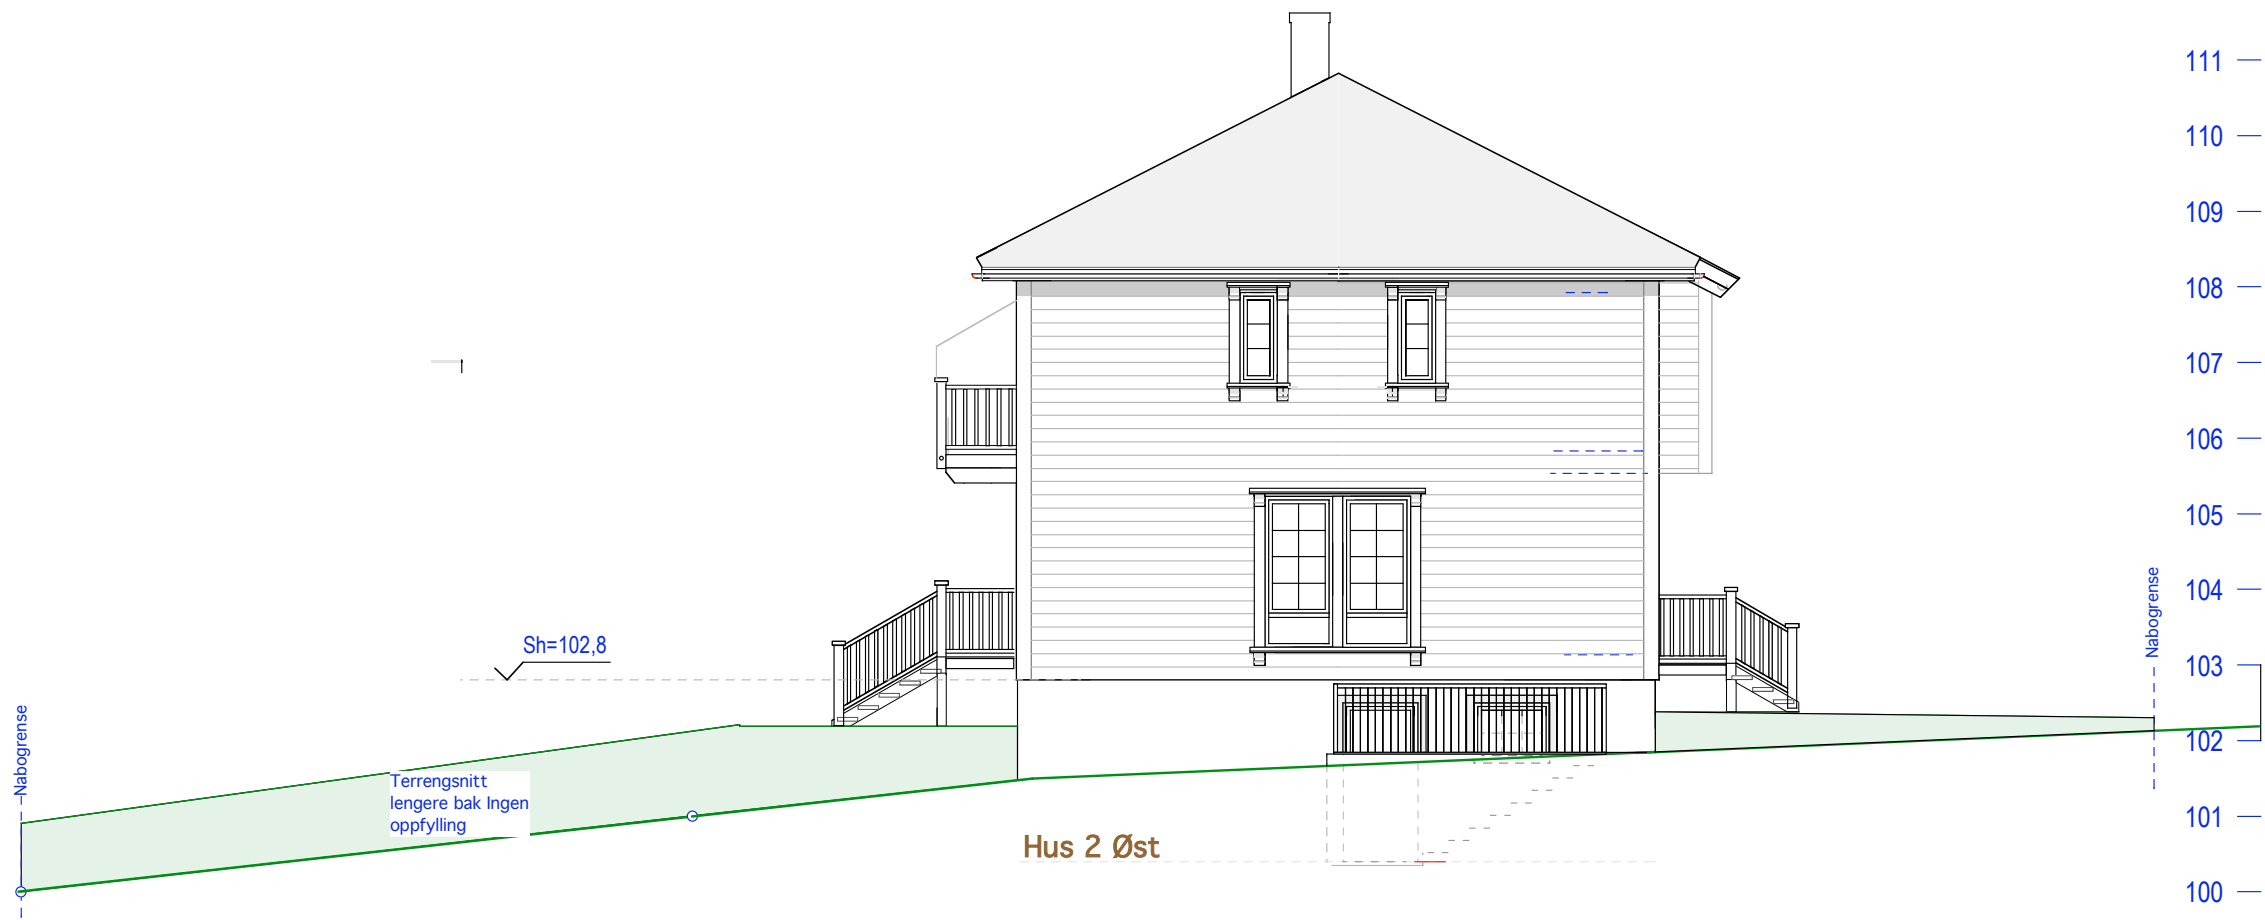 111
110
109
108
107
106
105
104
103
102
101
100
Nabogrense
Sh=102,8
Nabogrense
Terrengsnitt
lengere bak Ingen
oppfylling
Hus 2 Øst